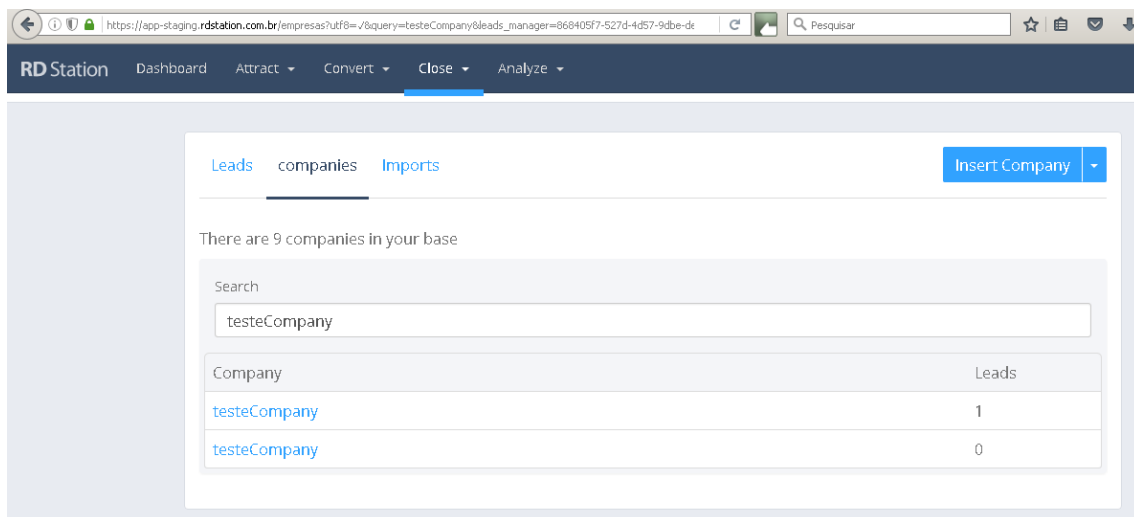 https://app-staging.rdstation.com.br/empresas?utf8=✓&query=testeCompany&leads_manager=868405f7-527d-4d57-9dbe-de
Pesquisar
RD Station Dashboard Attract Convert Close Analyze
Leads companies Imports Insert Company
There are 9 companies in your base
Search
testeCompany
Company Leads
testeCompany 1
testeCompany 0